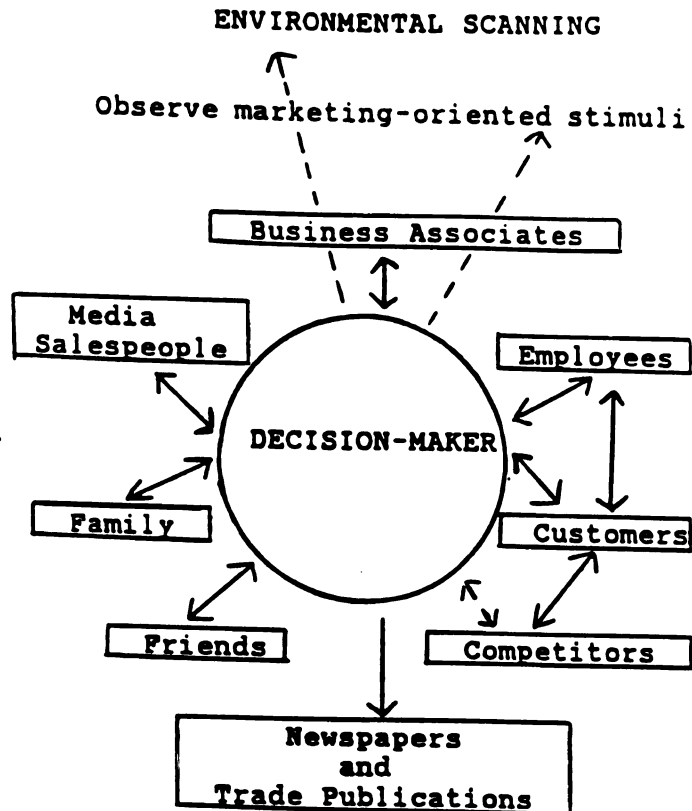 ENVIRONMENTAL SCANNING
Observe marketing-oriented stimuli
Business Associates
Media
Salespeople
Employees
DECISION-MAKER
Family
Customers
Friends
Competitors
Newspapers
and
Trade Publications